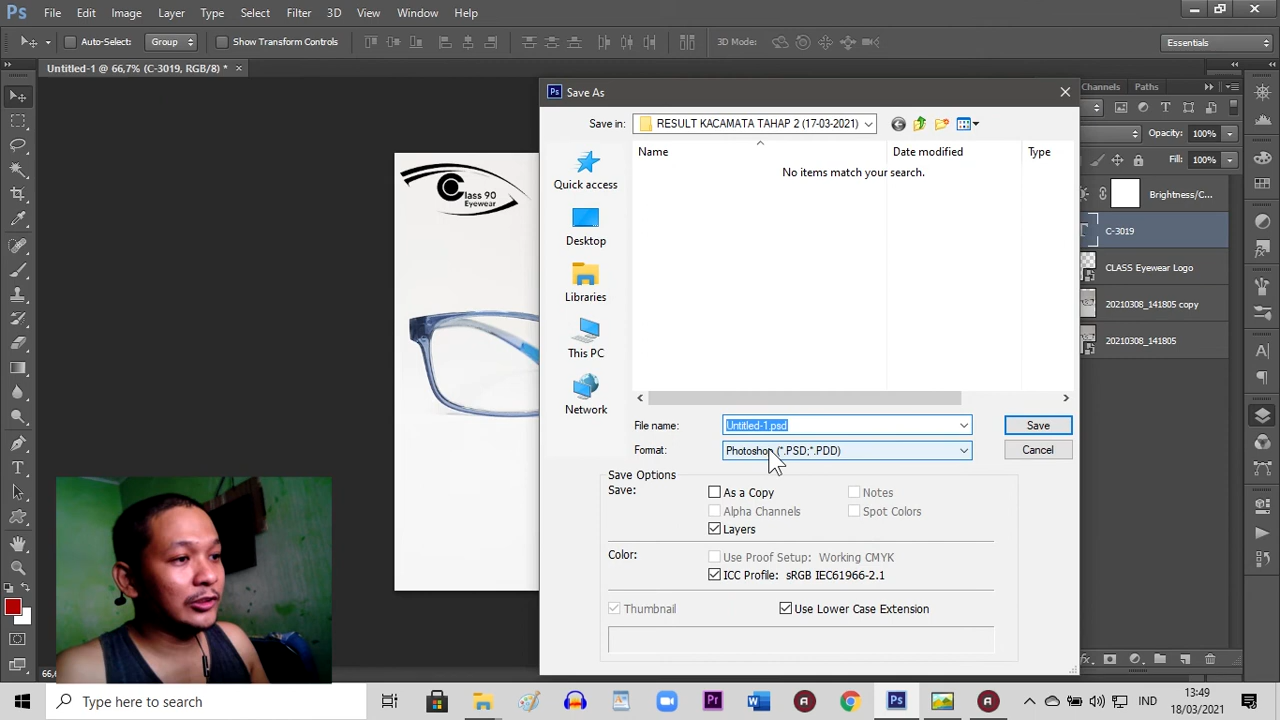 Ps File Edit Image Layer Type Select Filter 3D View Window Help
Auto-Select: Group Show Transform Controls 3D Mode: Essentials
Untitled-1 @ 66,7% (C-3019, RGB/8) * ×
Save As
Channels Paths
Save in: RESULT KACAMATA TAHAP 2 (17-03-2021)
Opacity: 100%
Name Date modified Type
Fill: 100%
No items match your search.
Quick access
Desktop
Libraries
This PC
Network
Class 90
Eyewear
Brightness/C...
C-3019
CLASS Eyewear Logo
20210308_141805 copy
20210308_141805
File name: Untitled-1.psd Save
Format: Photoshop (*.PSD;*.PDD) Cancel
Save Options
Save: As a Copy Notes
Alpha Channels Spot Colors
Layers
Color: Use Proof Setup: Working CMYK
ICC Profile: sRGB IEC61966-2.1
Thumbnail Use Lower Case Extension
Type here to search
IND
13:49
18/03/2021